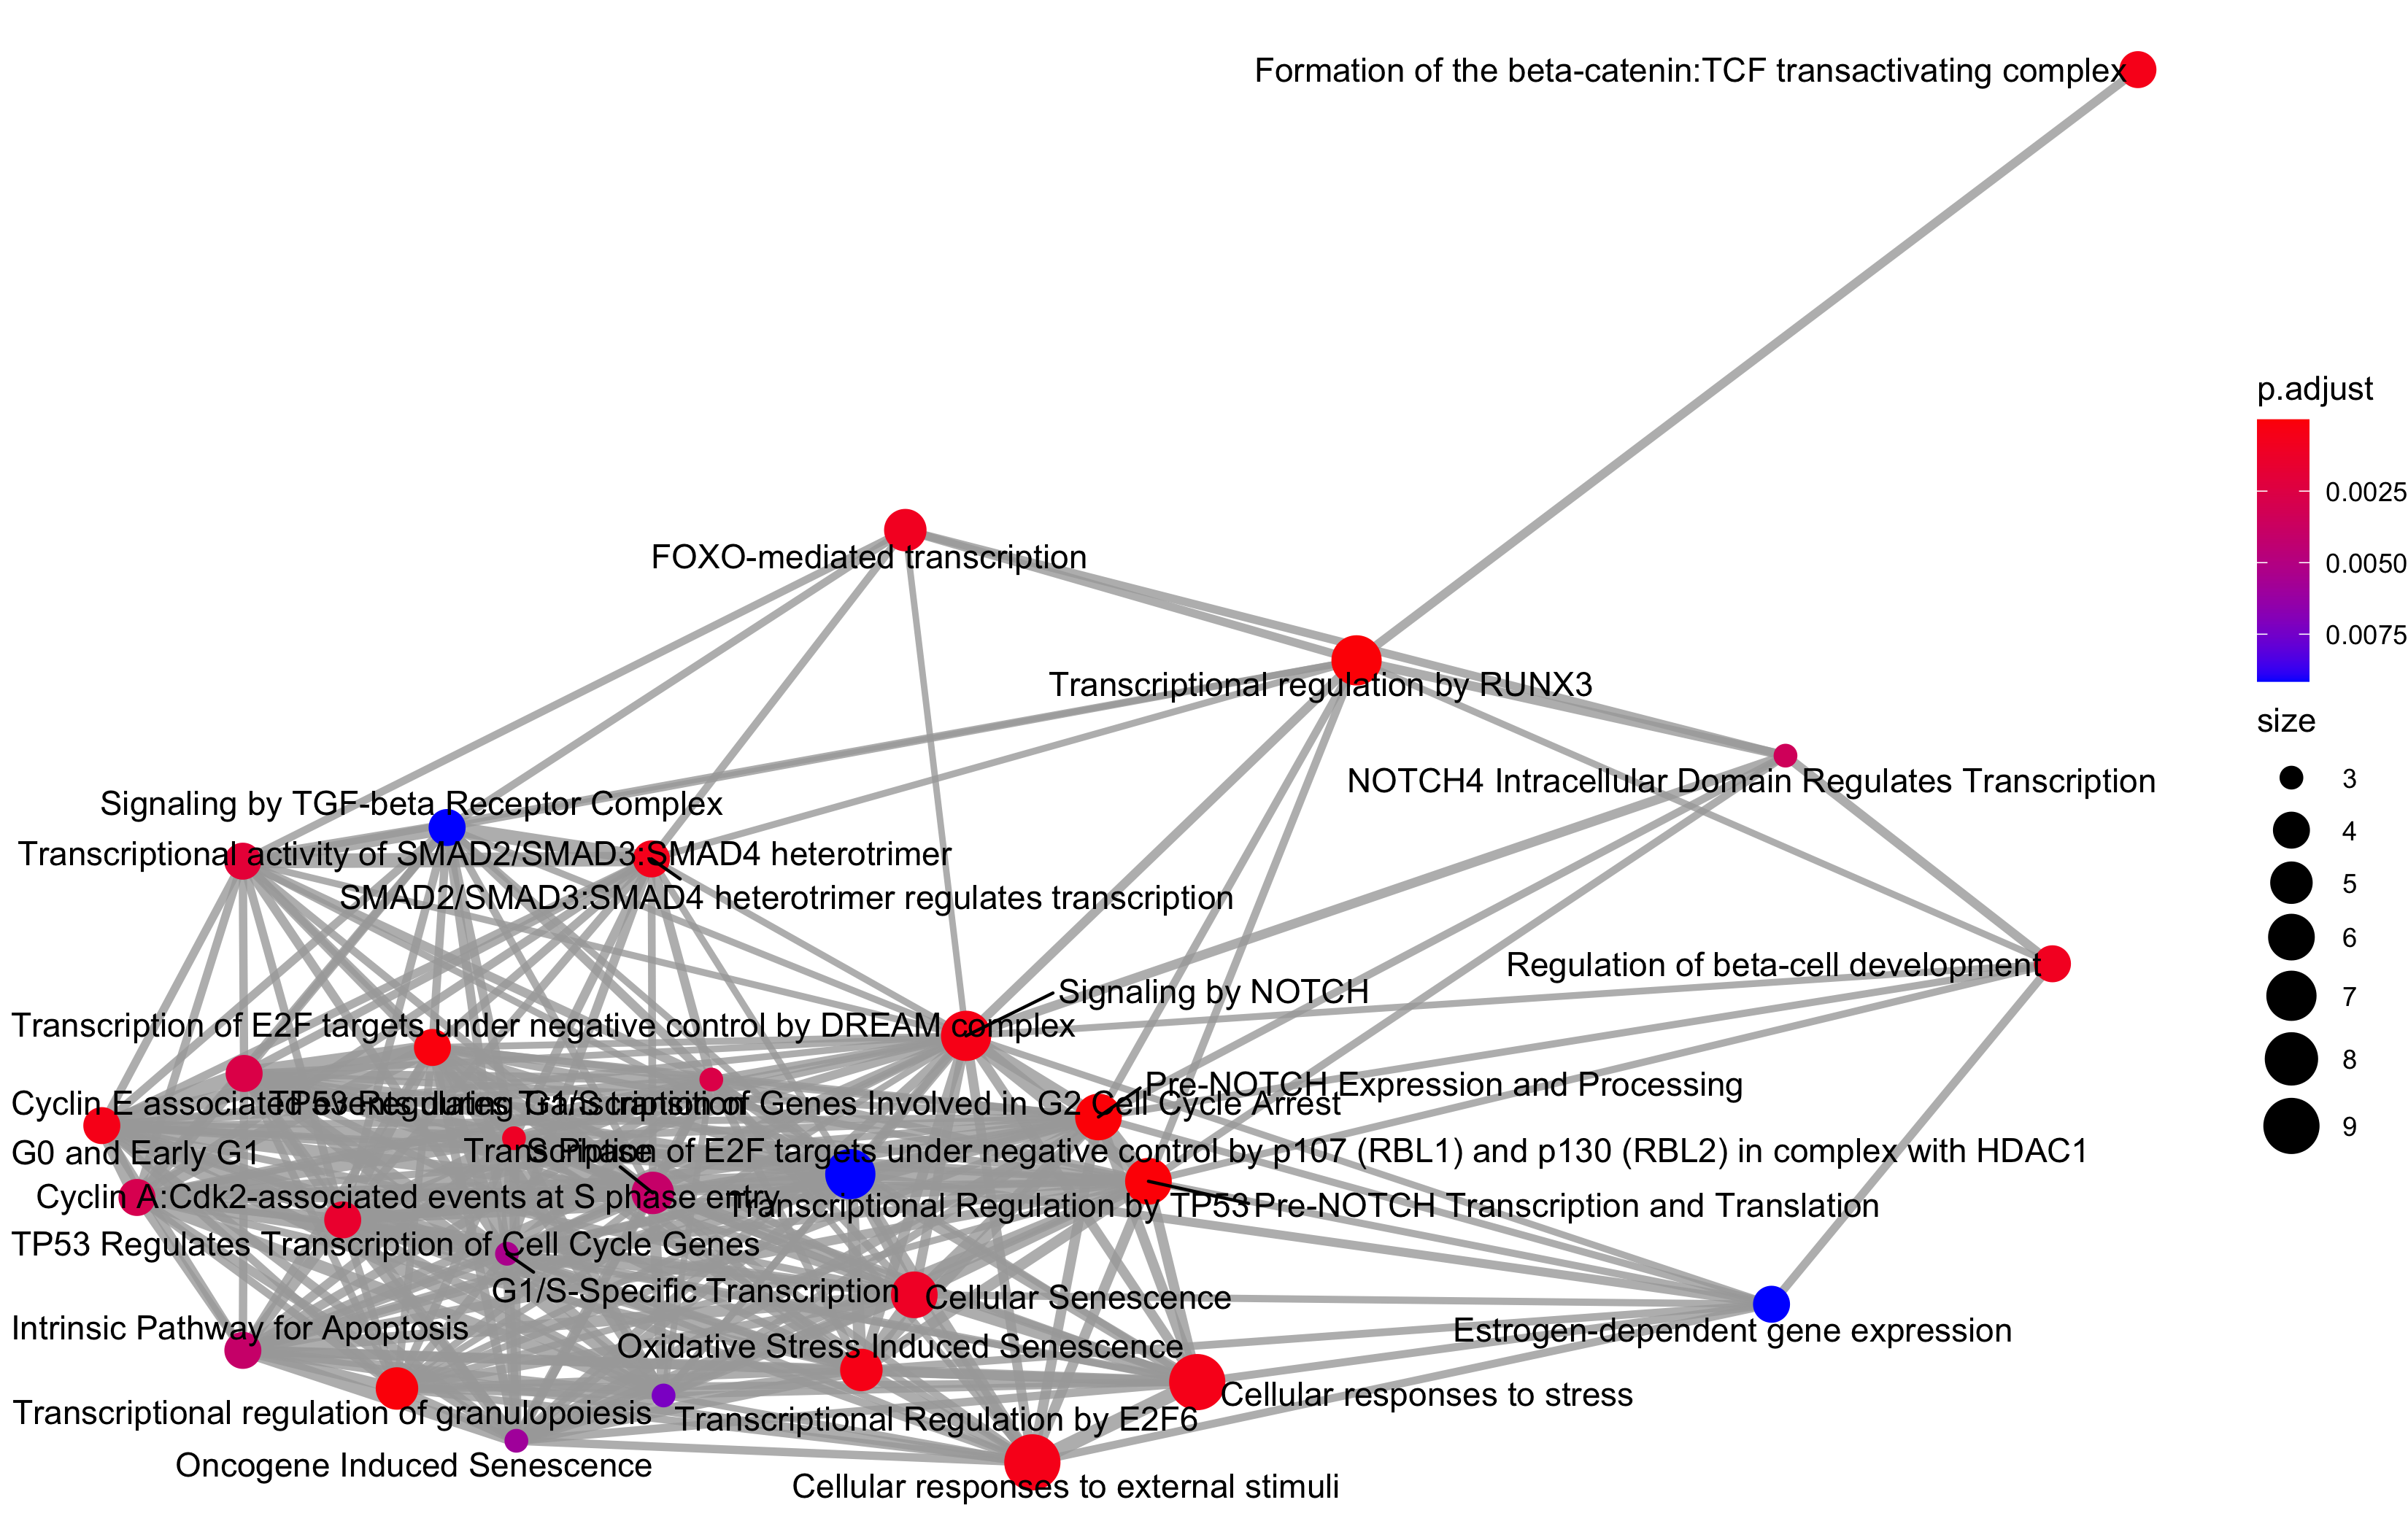 Formation of the beta-catenin:TCF transactivating complex
FOXO-mediated transcription
Transcriptional regulation by RUNX3
NOTCH4 Intracellular Domain Regulates Transcription
Signaling by TGF-beta Receptor Complex
Transcriptional activity of SMAD2/SMAD3:SMAD4 heterotrimer
SMAD2/SMAD3:SMAD4 heterotrimer regulates transcription
Regulation of beta-cell development
Signaling by NOTCH
Transcription of E2F targets under negative control by DREAM complex
Pre-NOTCH Expression and Processing
Cyclin E associated events during G1/S transition
TP53 Regulates Transcription of Genes Involved in G2 Cell Cycle Arrest
G0 and Early G1
S Phase
Transcription of E2F targets under negative control by p107 (RBL1) and p130 (RBL2) in complex with HDAC1
Cyclin A:Cdk2-associated events at S phase entry
Transcriptional Regulation by TP53
Pre-NOTCH Transcription and Translation
TP53 Regulates Transcription of Cell Cycle Genes
G1/S-Specific Transcription
Cellular Senescence
Intrinsic Pathway for Apoptosis
Estrogen-dependent gene expression
Oxidative Stress Induced Senescence
Cellular responses to stress
Transcriptional regulation of granulopoiesis
Transcriptional Regulation by E2F6
Oncogene Induced Senescence
Cellular responses to external stimuli
p.adjust
0.0025
0.0050
0.0075
size
3
4
5
6
7
8
9